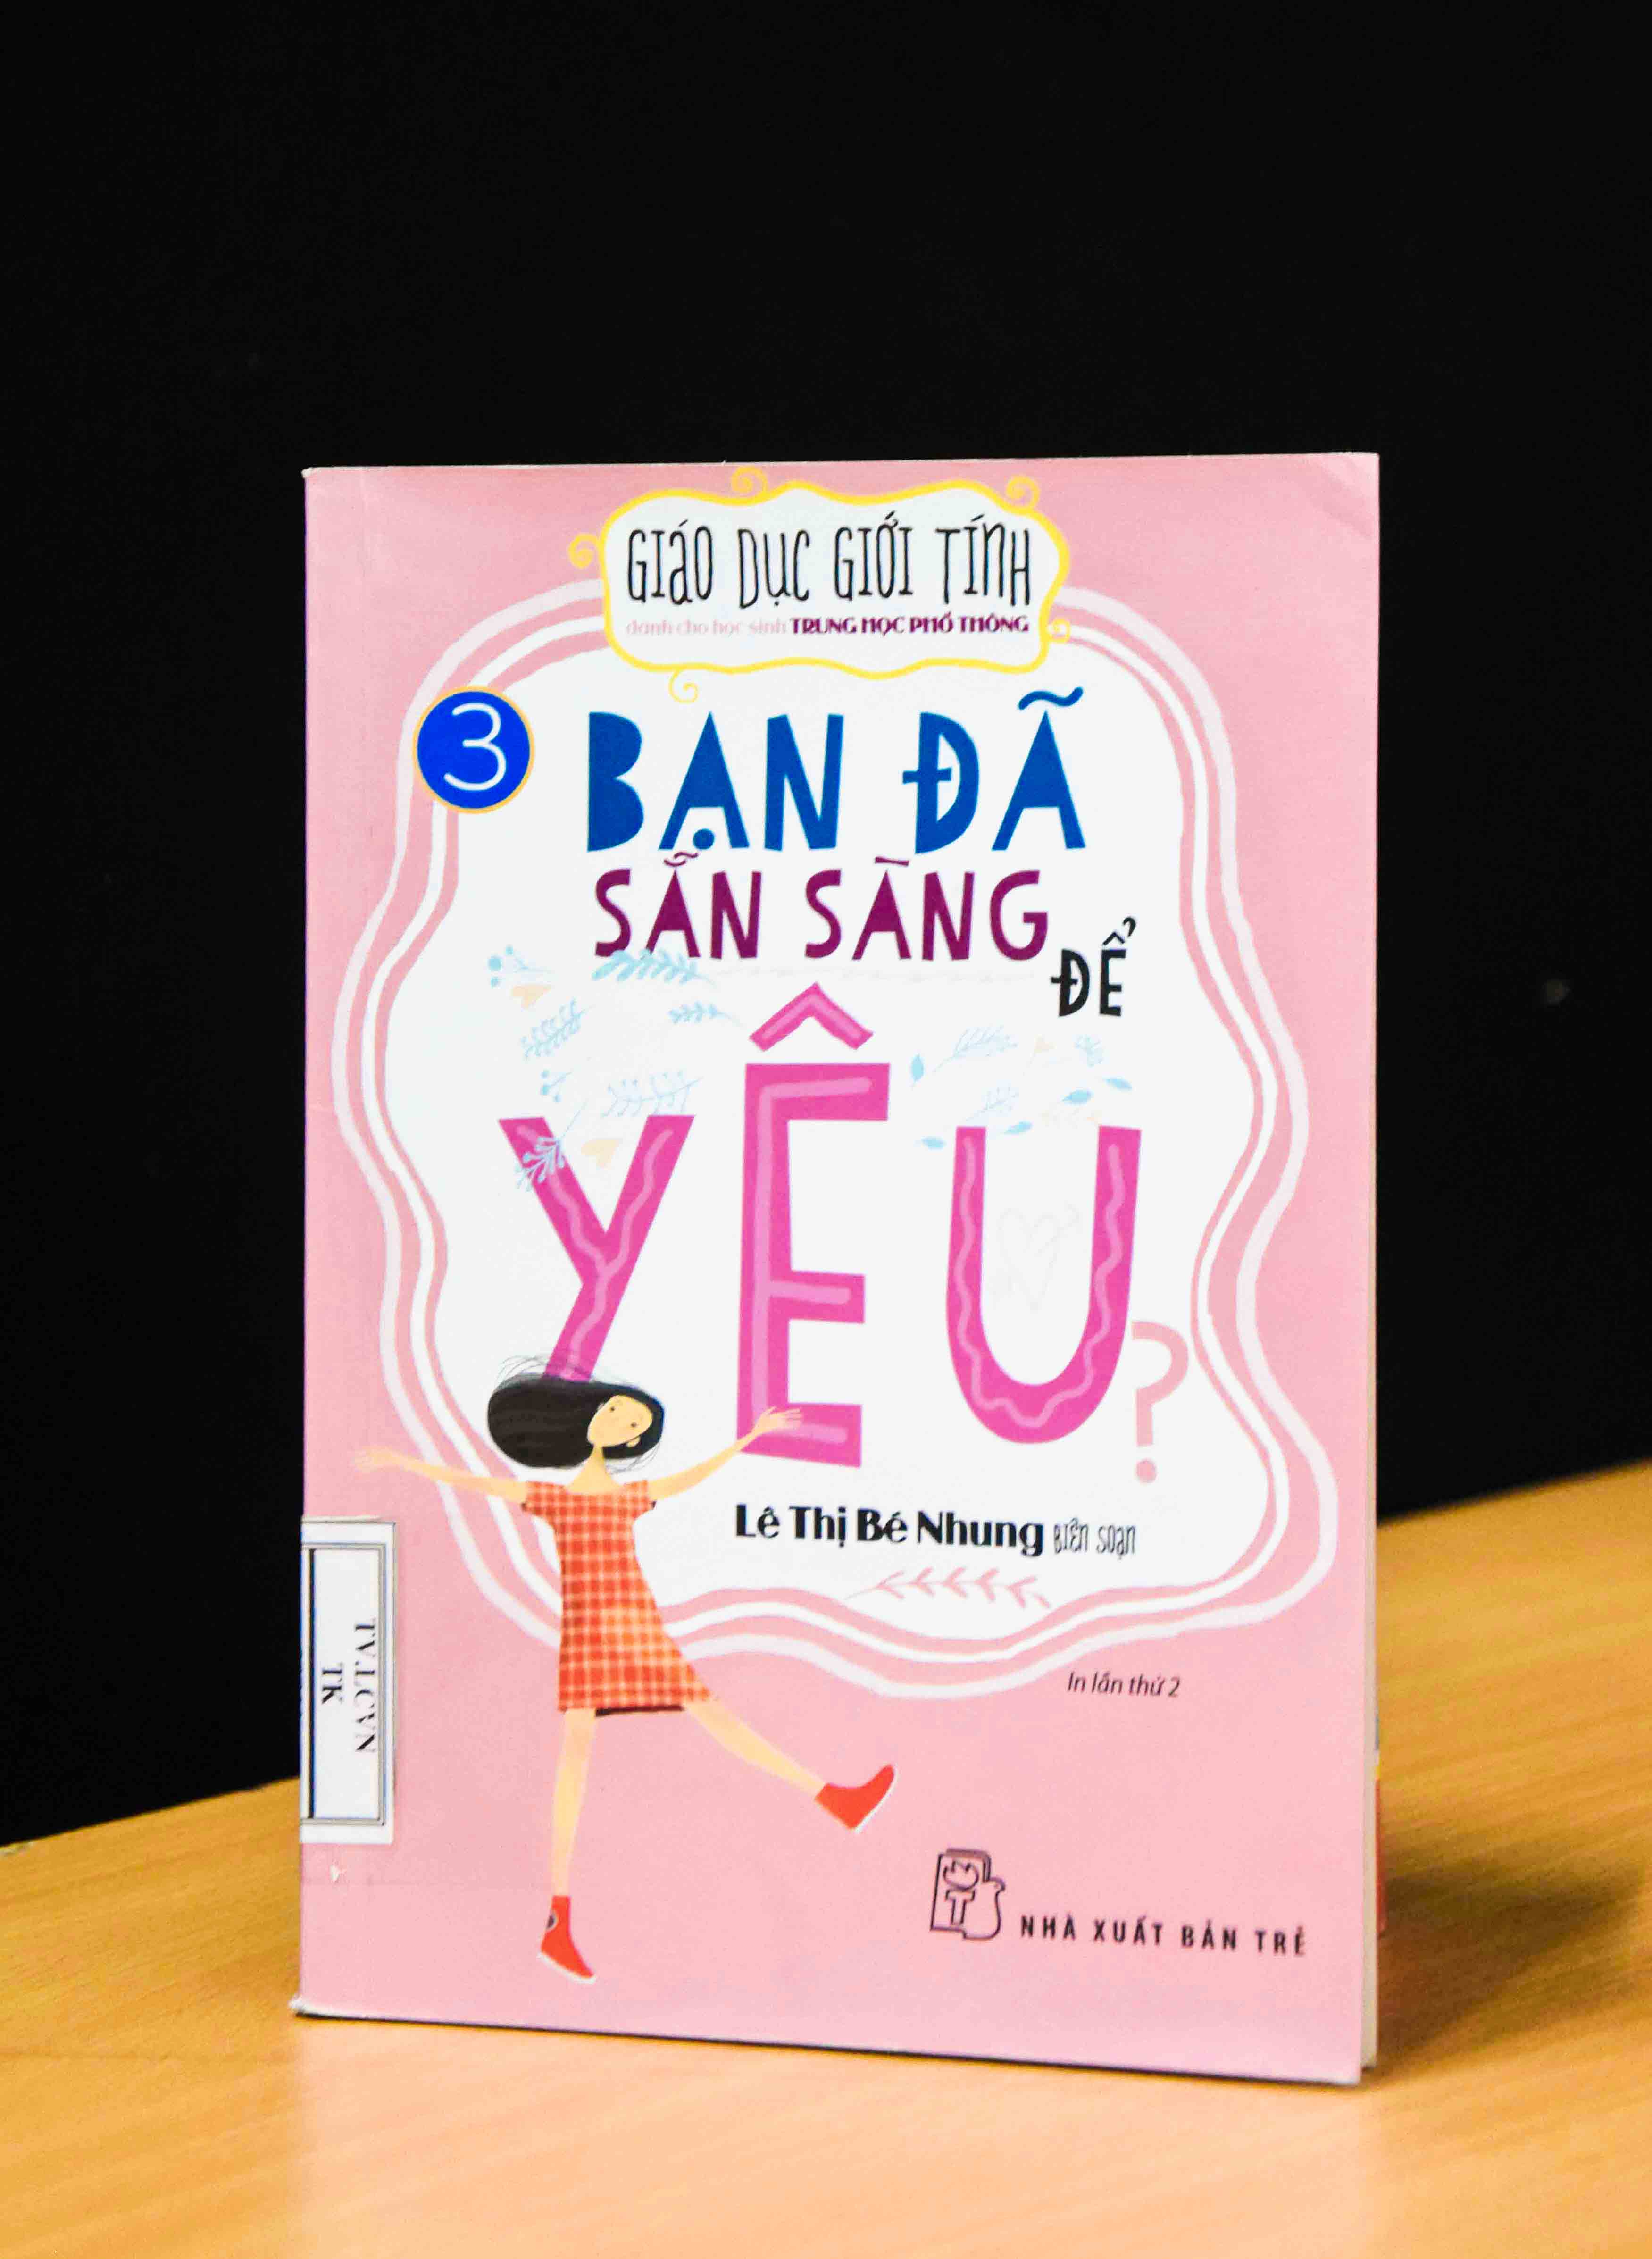 GIÁO DỤC GIỚI TÍNH
dành cho học sinh TRUNG HỌC PHỔ THÔNG
3
BẠN ĐÃ
SẴN SÀNG
ĐỂ
YÊU?
Lê Thị Bé Nhung BIÊN SOẠN
In lần thứ 2
TV.LCVN
TK
T
NHÀ XUẤT BẢN TRẺ